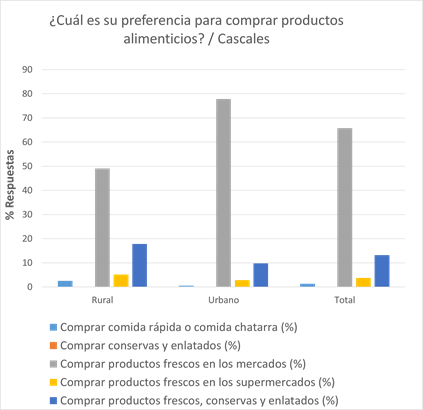 ¿Cuál es su preferencia para comprar productos
alimenticios? / Cascales
% Respuestas
90
80
70
60
50
40
30
20
10
0
Rural
Urbano
Total
Comprar comida rápida o comida chatarra (%)
Comprar conservas y enlatados (%)
Comprar productos frescos en los mercados (%)
Comprar productos frescos en los supermercados (%)
Comprar productos frescos, conservas y enlatados (%)